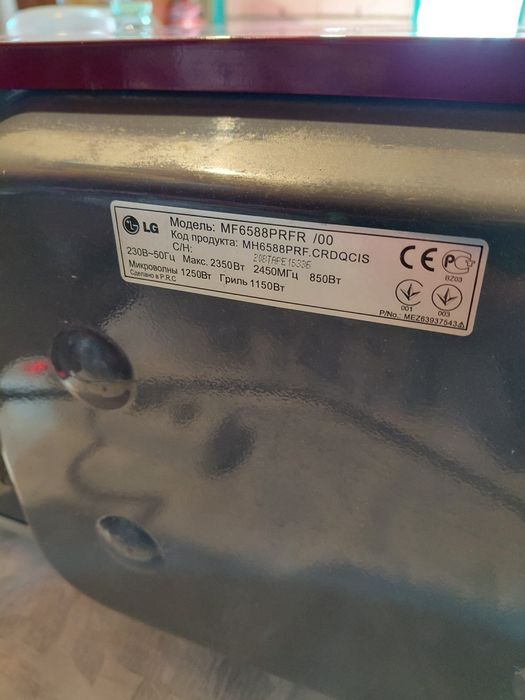 LG Модель: MF6588PRFR /00
Код продукта: MH6588PRF.CRDQCIS
С/Н:
230В~50Гц Макс. 2350Вт 2450МГц 850Вт
Микроволны 1250Вт Гриль 1150Вт
Сделано в P.R.C
CE PC
BZ03
001 003
P/No.: MEZ63937543